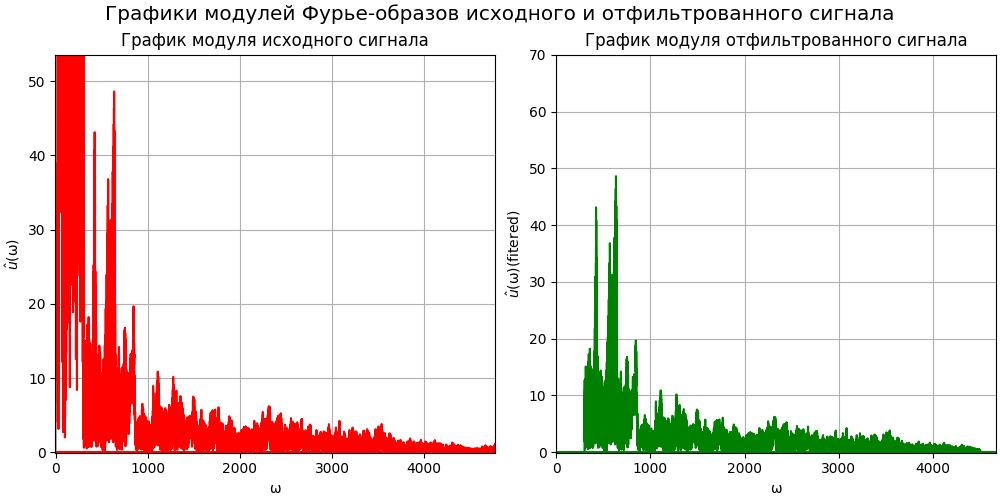 Графики модулей Фурье-образов исходного и отфильтрованного сигнала
График модуля исходного сигнала
û(ω)
50
40
30
20
10
0
0 1000 2000 3000 4000
ω
График модуля отфильтрованного сигнала
û(ω)(fitered)
70
60
50
40
30
20
10
0
0 1000 2000 3000 4000
ω